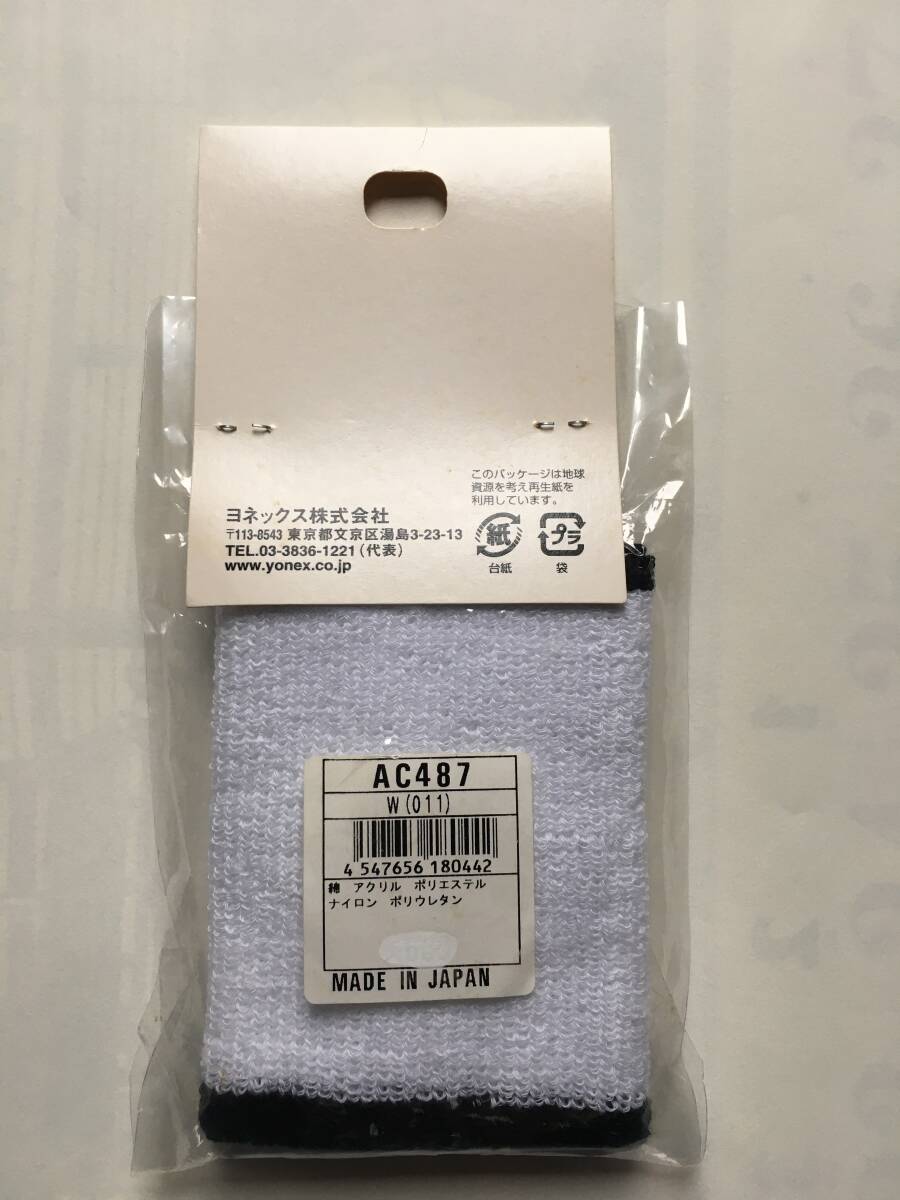 このパッケージは地球
資源を考え再生紙を
利用しています。
ヨネックス株式会社
〒113-8543 東京都文京区湯島3-23-13
TEL.03-3836-1221(代表)
www.yonex.co.jp
紙
台紙
プラ
袋
AC487
W(011)
4 547656 180442
綿 アクリル ポリエステル
ナイロン ポリウレタン
MADE IN JAPAN